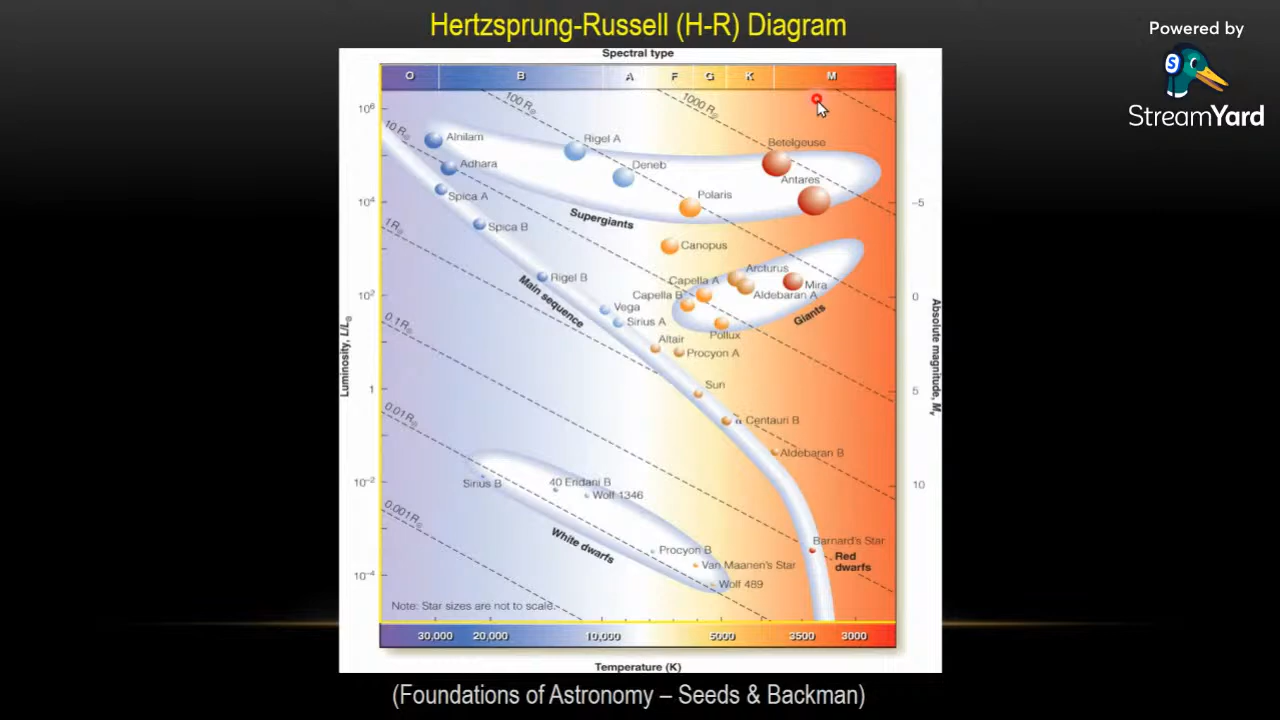 Hertzsprung-Russell (H-R) Diagram
Powered by
S
StreamYard
Spectral type
O B A F G K M
100 R⊙
1000 R⊙
10⁶
10 R⊙
Alnilam
Rigel A
Betelgeuse
Adhara
Deneb
Antares
Spica A
Polaris
10⁴
−5
Supergiants
1 R⊙
Spica B
Canopus
Arcturus
Rigel B
Capella A
Mira
Main sequence
Capella B
Aldebaran A
10²
0
Vega
Giants
0.1 R⊙
Sirius A
Pollux
Altair
Procyon A
Luminosity, L/L⊙
Absolute magnitude, Mᵥ
Sun
1
5
0.01 R⊙
α Centauri B
Aldebaran B
10⁻²
Sirius B
40 Eridani B
10
Wolf 1346
0.001 R⊙
White dwarfs
Procyon B
Barnard's Star
Red
dwarfs
Van Maanen's Star
10⁻⁴
Wolf 489
Note: Star sizes are not to scale.
30,000 20,000 10,000 5000 3500 3000
Temperature (K)
(Foundations of Astronomy – Seeds & Backman)